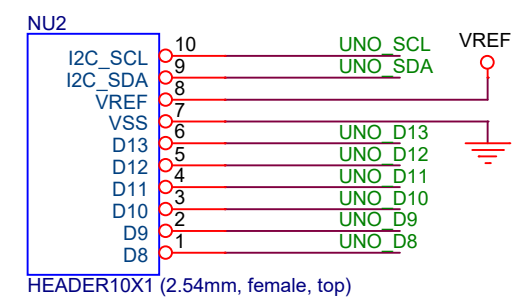 NU2
VREF
I2C_SCL 10 UNO_SCL
I2C_SDA 9 UNO_SDA
VREF 8
VSS 7
D13 6 UNO_D13
D12 5 UNO_D12
D11 4 UNO_D11
D10 3 UNO_D10
D9 2 UNO_D9
D8 1 UNO_D8
HEADER10X1 (2.54mm, female, top)